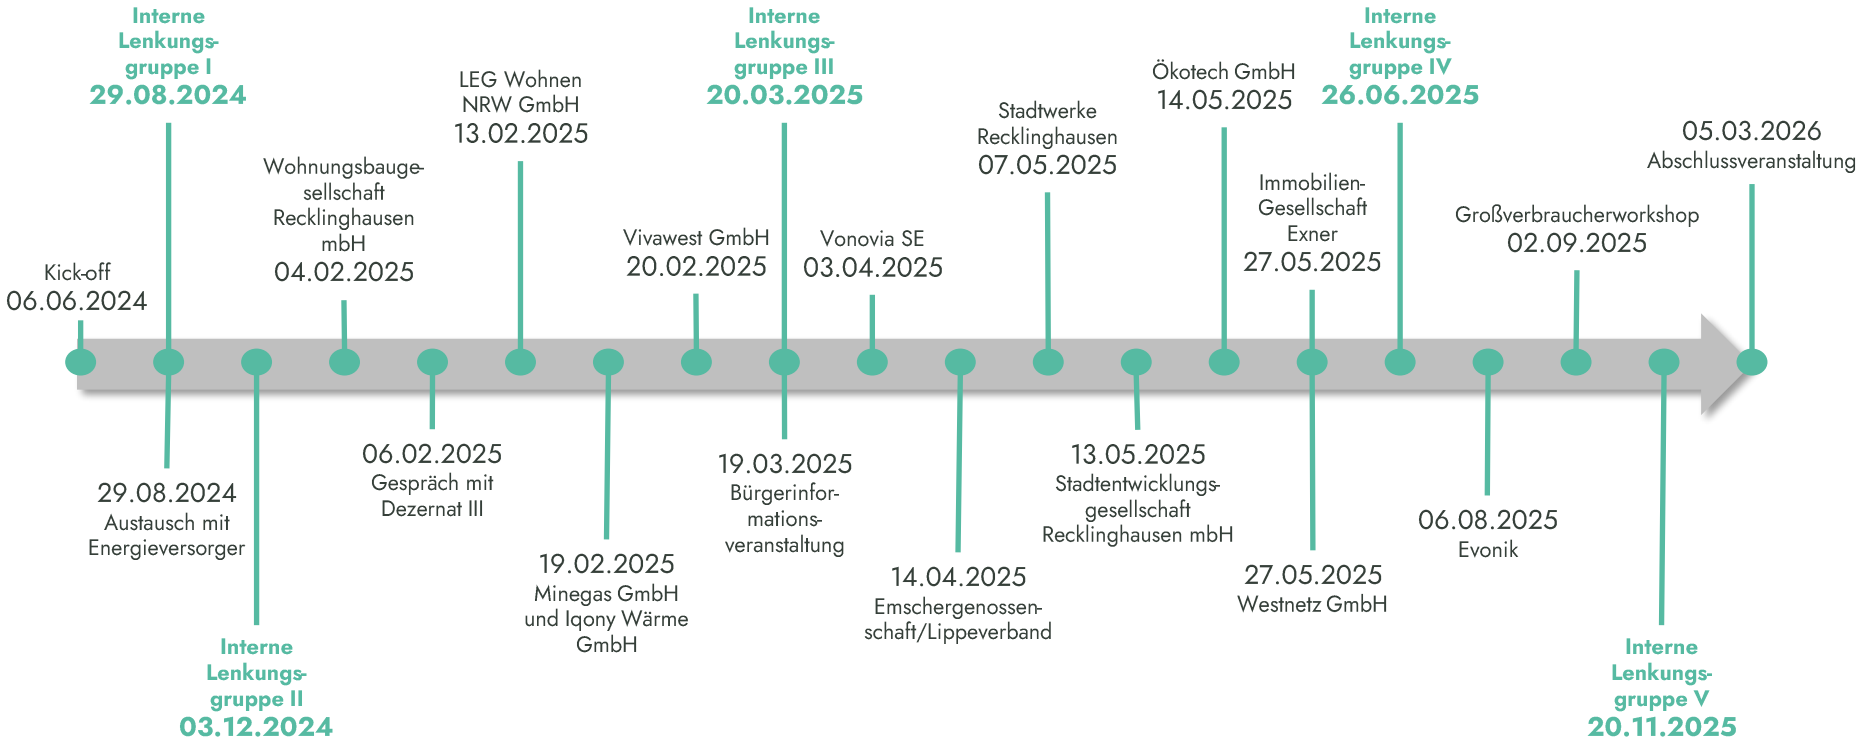 Interne
Lenkungs-
gruppe I
29.08.2024
Interne
Lenkungs-
gruppe III
20.03.2025
Interne
Lenkungs-
gruppe IV
26.06.2025
Kick-off
06.06.2024
Wohnungsbauge-
sellschaft
Recklinghausen
mbH
04.02.2025
LEG Wohnen
NRW GmbH
13.02.2025
Vivawest GmbH
20.02.2025
Vonovia SE
03.04.2025
Stadtwerke
Recklinghausen
07.05.2025
Ökotech GmbH
14.05.2025
Immobilien-
Gesellschaft
Exner
27.05.2025
Großverbraucherworkshop
02.09.2025
05.03.2026
Abschlussveranstaltung
29.08.2024
Austausch mit
Energieversorger
Interne
Lenkungs-
gruppe II
03.12.2024
06.02.2025
Gespräch mit
Dezernat III
19.02.2025
Minegas GmbH
und Iqony Wärme
GmbH
19.03.2025
Bürgerinfor-
mations-
veranstaltung
14.04.2025
Emschergenossen-
schaft/Lippeverband
13.05.2025
Stadtentwicklungs-
gesellschaft
Recklinghausen mbH
27.05.2025
Westnetz GmbH
06.08.2025
Evonik
Interne
Lenkungs-
gruppe V
20.11.2025